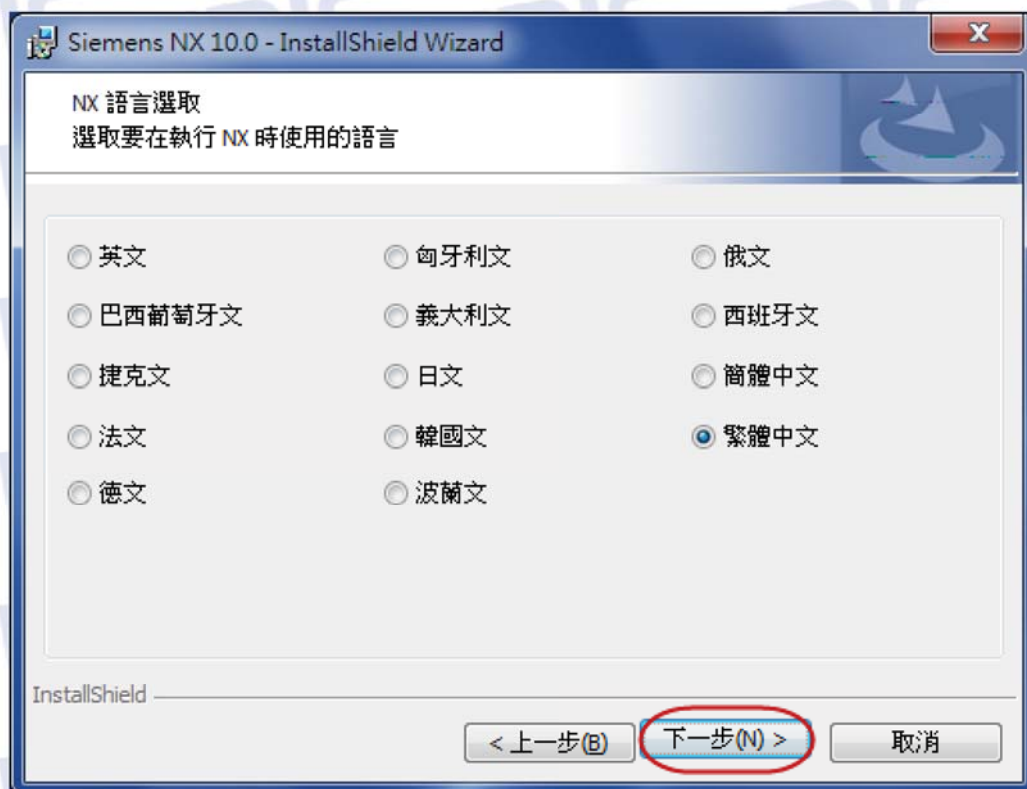 Siemens NX 10.0 - InstallShield Wizard
X
NX 語言選取
選取要在執行 NX 時使用的語言
英文 匈牙利文 俄文
巴西葡萄牙文 義大利文 西班牙文
捷克文 日文 簡體中文
法文 韓國文 繁體中文
德文 波蘭文
InstallShield
< 上一步(B) 下一步(N) > 取消